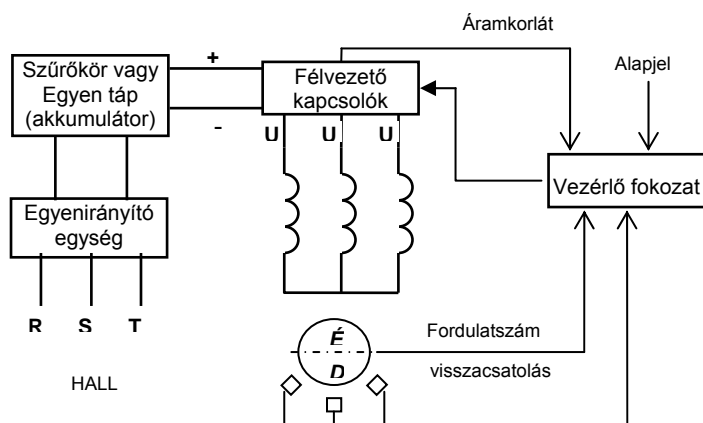 Áramkorlát
+
Szűrőkör vagy
Egyen táp
(akkumulátor)
Félvezető
kapcsolók
Alapjel
-
U U U
Vezérlő fokozat
Egyenirányító
egység
R S T
É
D
Fordulatszám
visszacsatolás
HALL